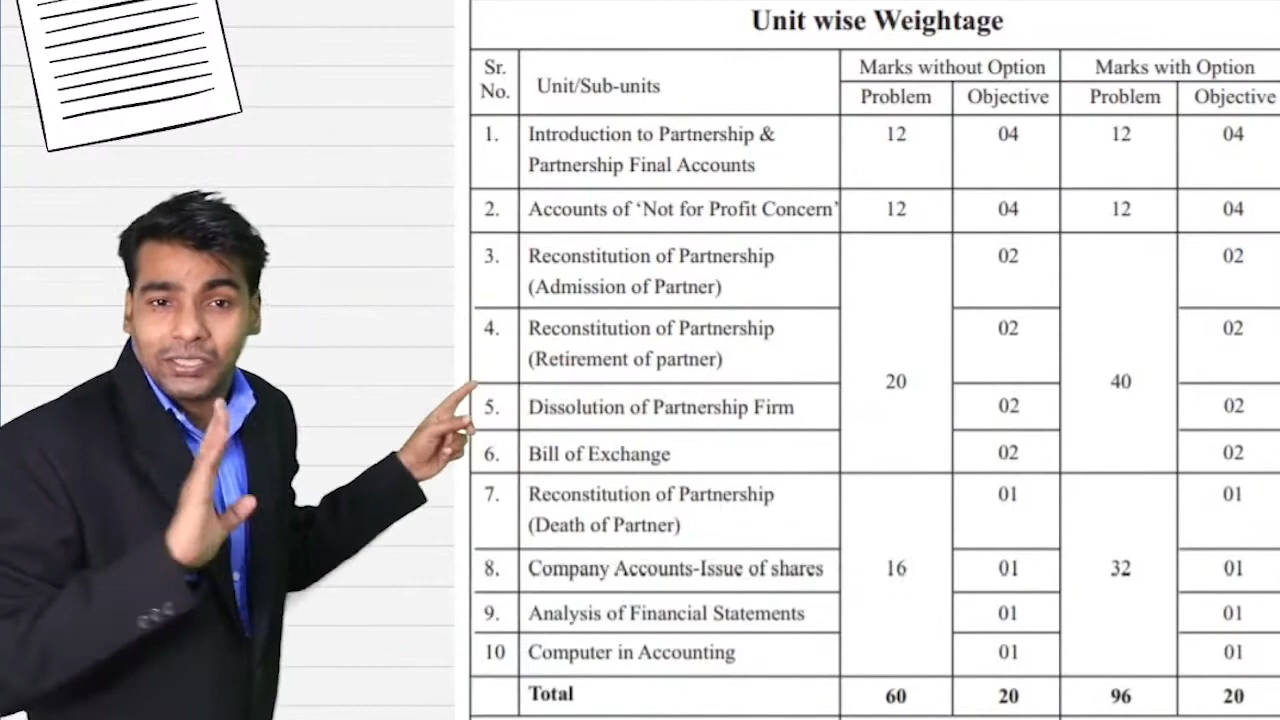 Unit wise Weightage
Sr. No. Unit/Sub-units Marks without Option Marks with Option
Problem Objective Problem Objective
1. Introduction to Partnership & 12 04 12 04
Partnership Final Accounts
2. Accounts of ‘Not for Profit Concern’ 12 04 12 04
3. Reconstitution of Partnership 02 02
(Admission of Partner)
4. Reconstitution of Partnership 02 02
(Retirement of partner)
20 40
5. Dissolution of Partnership Firm 02 02
6. Bill of Exchange 02 02
7. Reconstitution of Partnership 01 01
(Death of Partner)
8. Company Accounts-Issue of shares 16 01 32 01
9. Analysis of Financial Statements 01 01
10 Computer in Accounting 01 01
Total 60 20 96 20